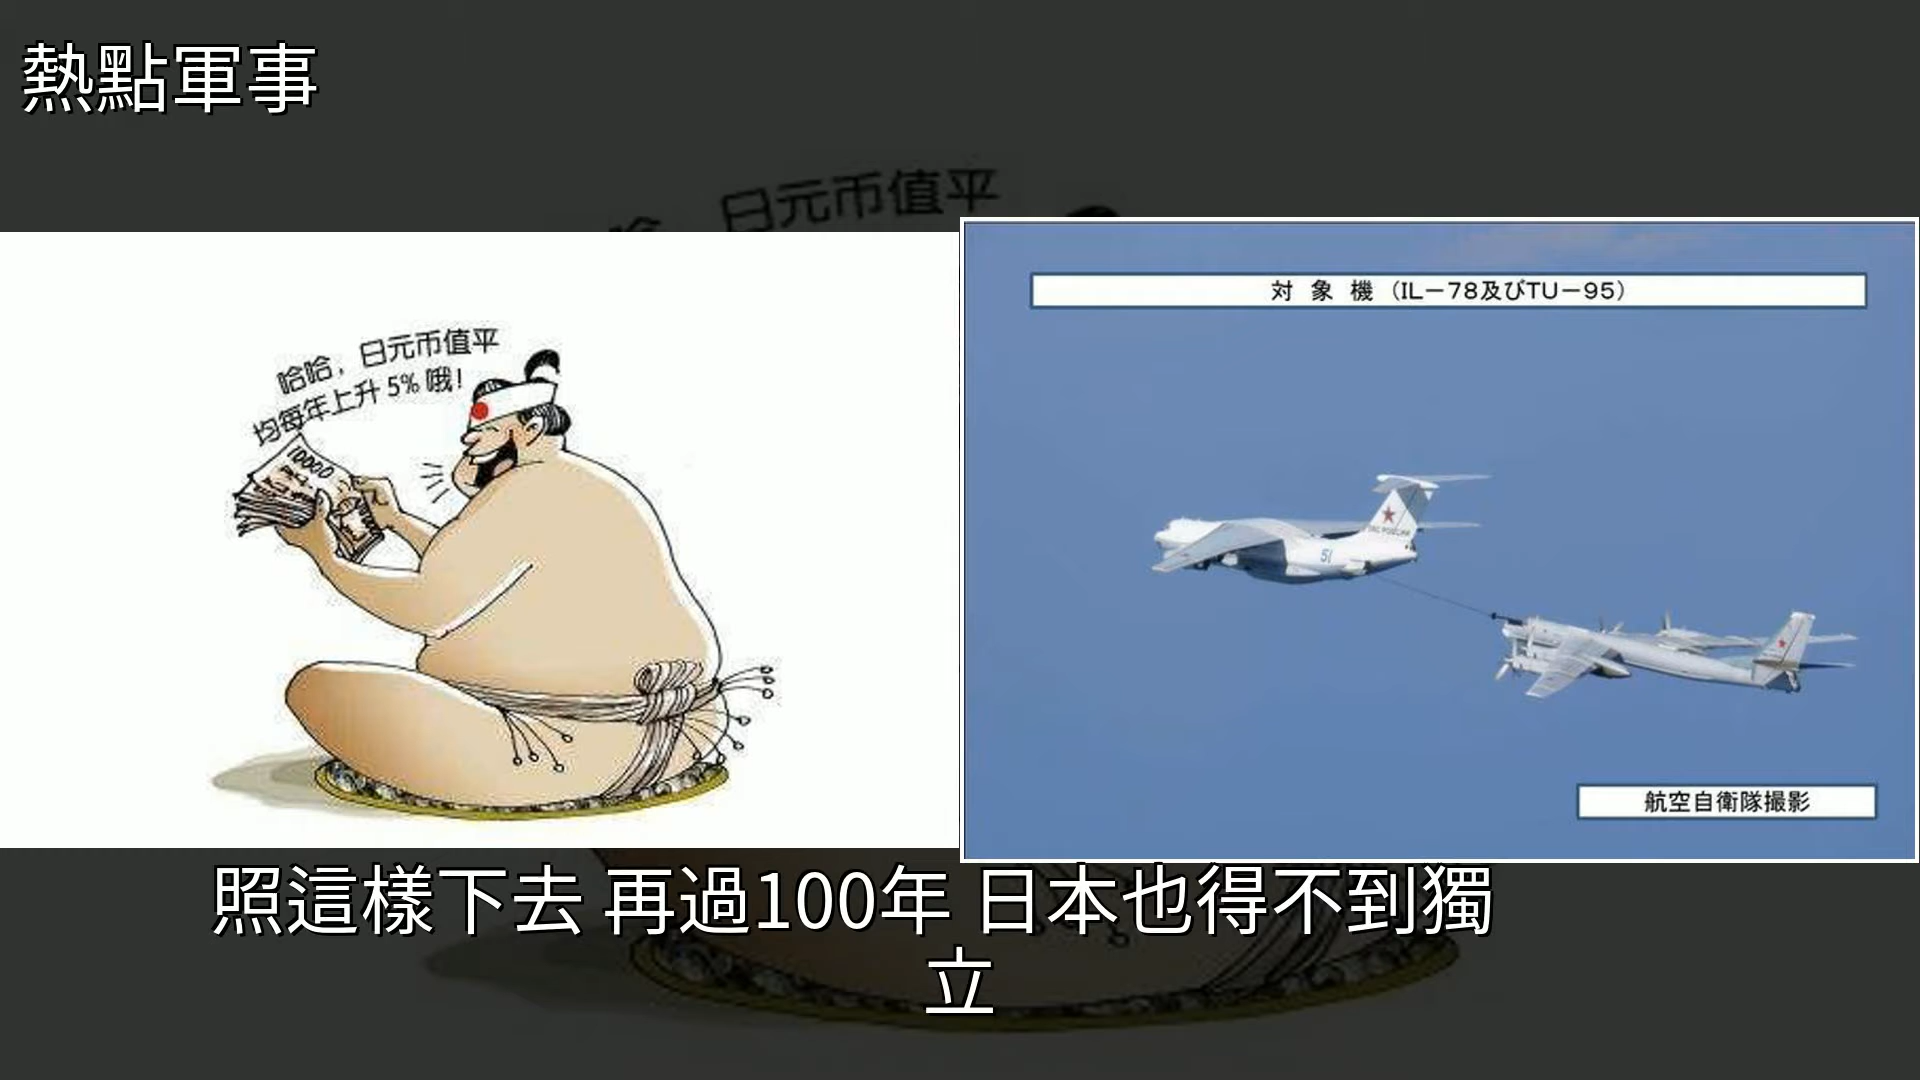 熱點軍事
日元币值平
哈哈，日元币值平
均每年上升 5% 哦！
10000
対 象 機（IL－78及びTU－95）
51
航空自衛隊撮影
照這樣下去 再過100年 日本也得不到獨
立